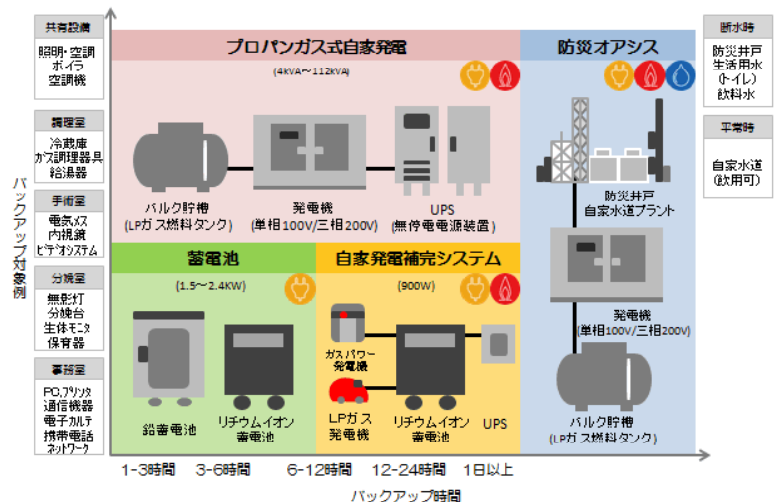 共有設備
照明・空調
ボイラ
空調機
調理室
冷蔵庫
ガス調理器具
給湯器
手術室
電気メス
内視鏡
ビデオシステム
分娩室
無影灯
分娩台
生体モニタ
保育器
事務室
PC,プリンタ
通信機器
電子カルテ
携帯電話
ネットワーク
バックアップ対象例
プロパンガス式自家発電
(4kVA～112kVA)
バルク貯槽
(LPガス燃料タンク)
発電機
(単相100V/三相200V)
UPS
(無停電電源装置)
蓄電池
(1.5～2.4KW)
鉛蓄電池
リチウムイオン
蓄電池
自家発電補完システム
(900W)
ガスパワー
発電機
LPガス
発電機
リチウムイオン
蓄電池
UPS
防災オアシス
防災井戸
自家水道プラント
発電機
(単相100V/三相200V)
バルク貯槽
(LPガス燃料タンク)
断水時
防災井戸
生活用水
(トイレ)
飲料水
平常時
自家水道
(飲用可)
1-3時間
3-6時間
6-12時間
12-24時間
1日以上
バックアップ時間